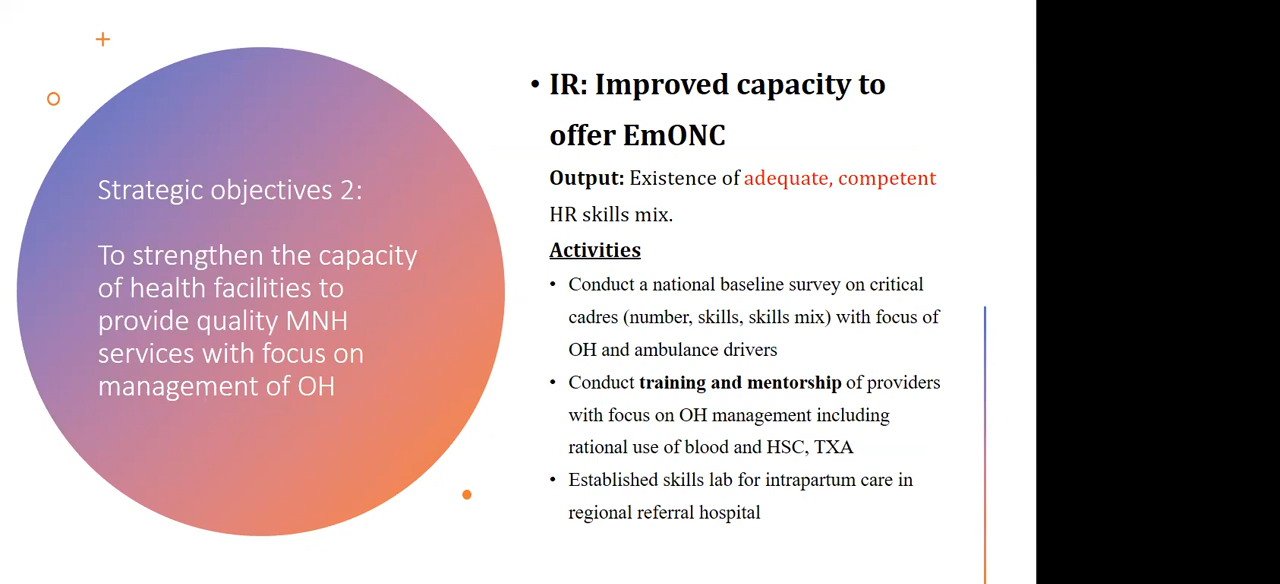 Strategic objectives 2:
To strengthen the capacity
of health facilities to
provide quality MNH
services with focus on
management of OH
• IR: Improved capacity to
offer EmONC
Output: Existence of adequate, competent
HR skills mix.
Activities
• Conduct a national baseline survey on critical
cadres (number, skills, skills mix) with focus of
OH and ambulance drivers
• Conduct training and mentorship of providers
with focus on OH management including
rational use of blood and HSC, TXA
• Established skills lab for intrapartum care in
regional referral hospital